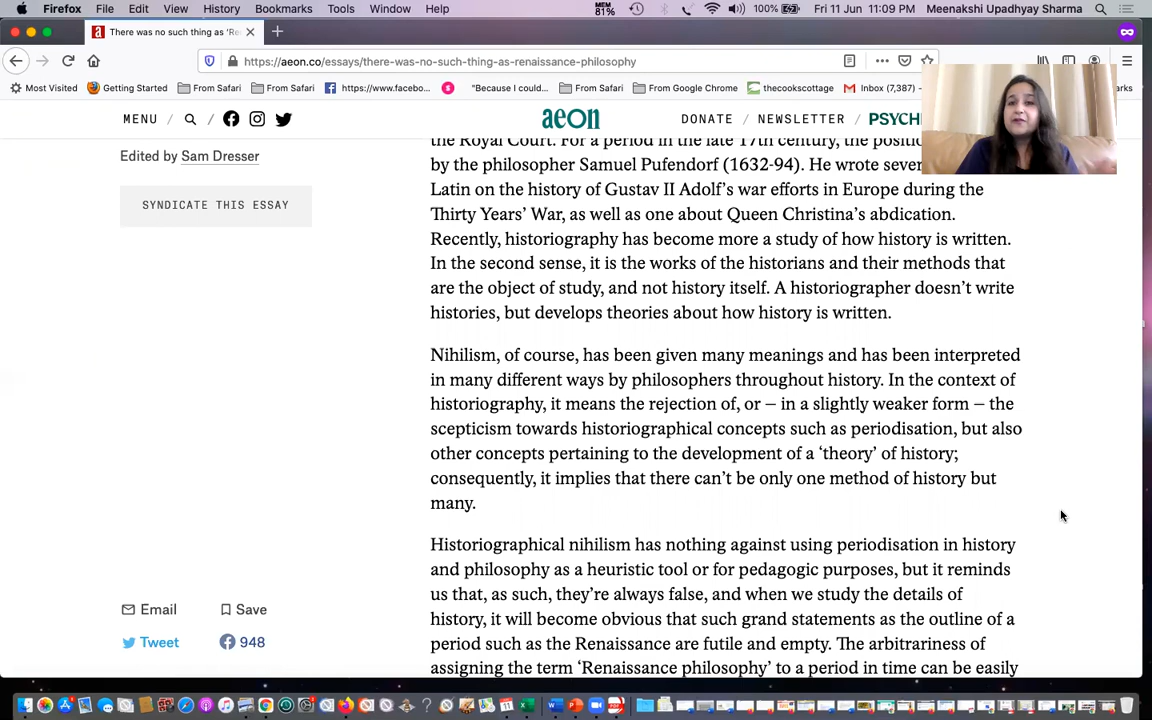 Firefox File Edit View History Bookmarks Tools Window Help MEM 81% 100% Fri 11 Jun 11:09 PM Meenakshi Upadhyay Sharma
a There was no such thing as 'Re
https://aeon.co/essays/there-was-no-such-thing-as-renaissance-philosophy
Most Visited Getting Started From Safari From Safari https://www.facebo... "Because I could... From Safari From Google Chrome thecookscottage Inbox (7,387) - rks
MENU / / aeon DONATE / NEWSLETTER / PSYCH
the Royal Court. For a period in the late 17th century, the
Edited by Sam Dresser
by the philosopher Samuel Pufendorf (1632-94). He wrote
Latin on the history of Gustav II Adolf's war efforts in Europe during the
SYNDICATE THIS ESSAY
Thirty Years' War, as well as one about Queen Christina's abdication.
Recently, historiography has become more a study of how history is written.
In the second sense, it is the works of the historians and their methods that
are the object of study, and not history itself. A historiographer doesn't write
histories, but develops theories about how history is written.
Nihilism, of course, has been given many meanings and has been interpreted
in many different ways by philosophers throughout history. In the context of
historiography, it means the rejection of, or – in a slightly weaker form – the
scepticism towards historiographical concepts such as periodisation, but also
other concepts pertaining to the development of a 'theory' of history;
consequently, it implies that there can't be only one method of history but
many.
Historiographical nihilism has nothing against using periodisation in history
and philosophy as a heuristic tool or for pedagogic purposes, but it reminds
us that, as such, they're always false, and when we study the details of
Email Save
history, it will become obvious that such grand statements as the outline of a
Tweet 948
period such as the Renaissance are futile and empty. The arbitrariness of
assigning the term 'Renaissance philosophy' to a period in time can be easily